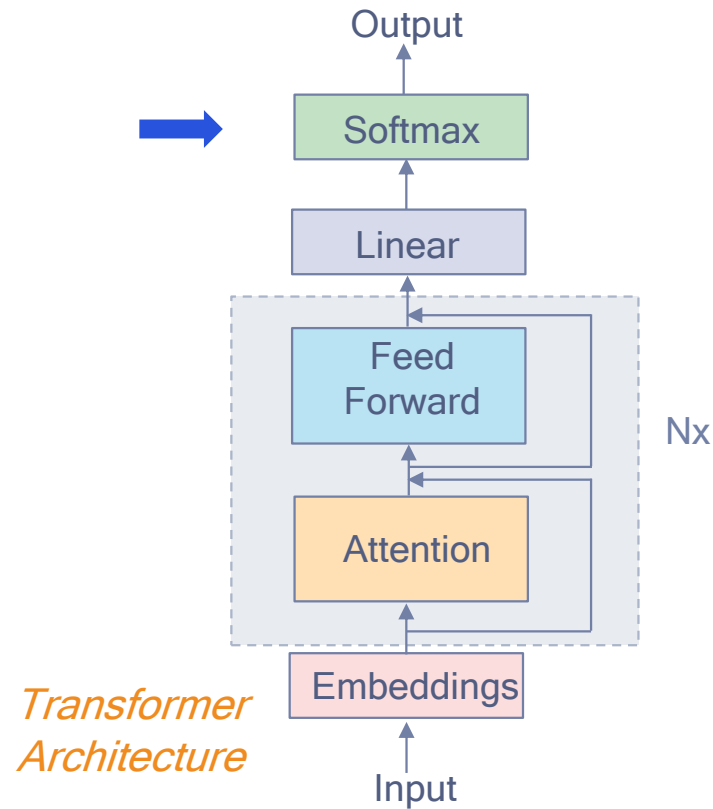 Output
Softmax
Linear
Feed
Forward
Nx
Attention
Embeddings
Transformer
Architecture
Input